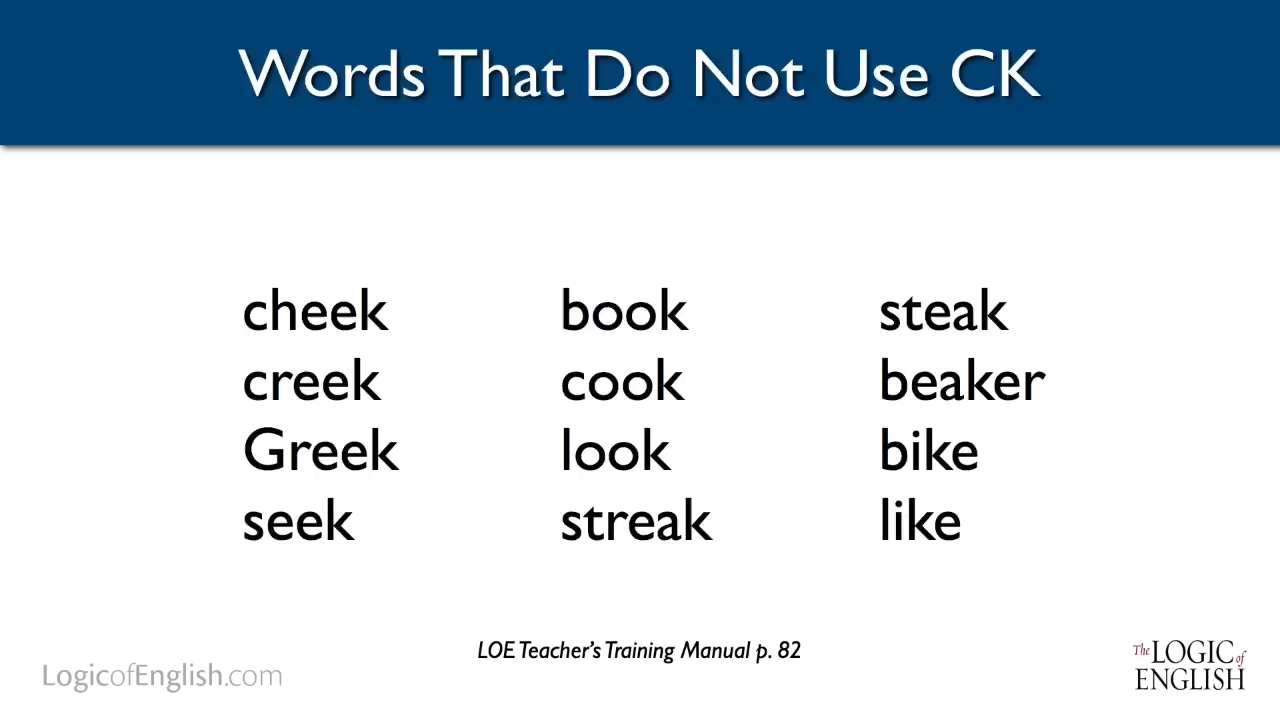 Words That Do Not Use CK
cheek
creek
Greek
seek
book
cook
look
streak
steak
beaker
bike
like
LOE Teacher's Training Manual p. 82
LogicofEnglish.com
The LOGIC of
ENGLISH